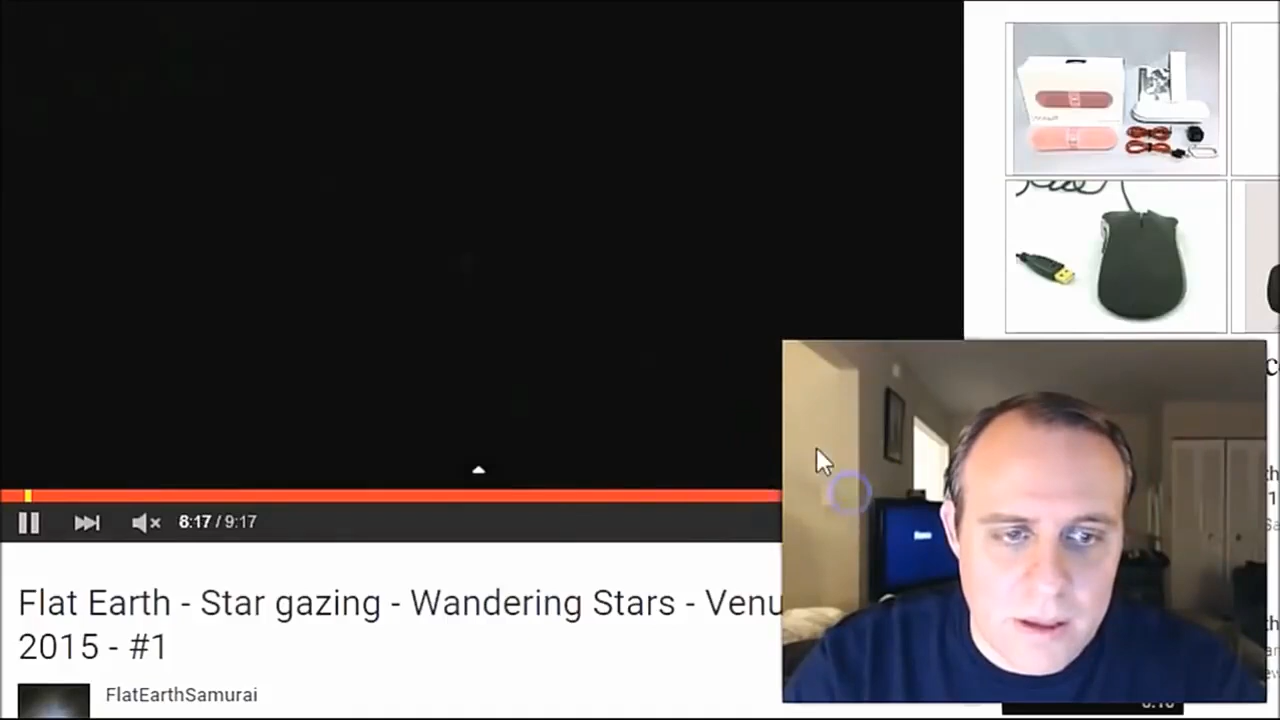 8:17 / 9:17
Flat Earth - Star gazing - Wandering Stars - Venu
2015 - #1
FlatEarthSamurai